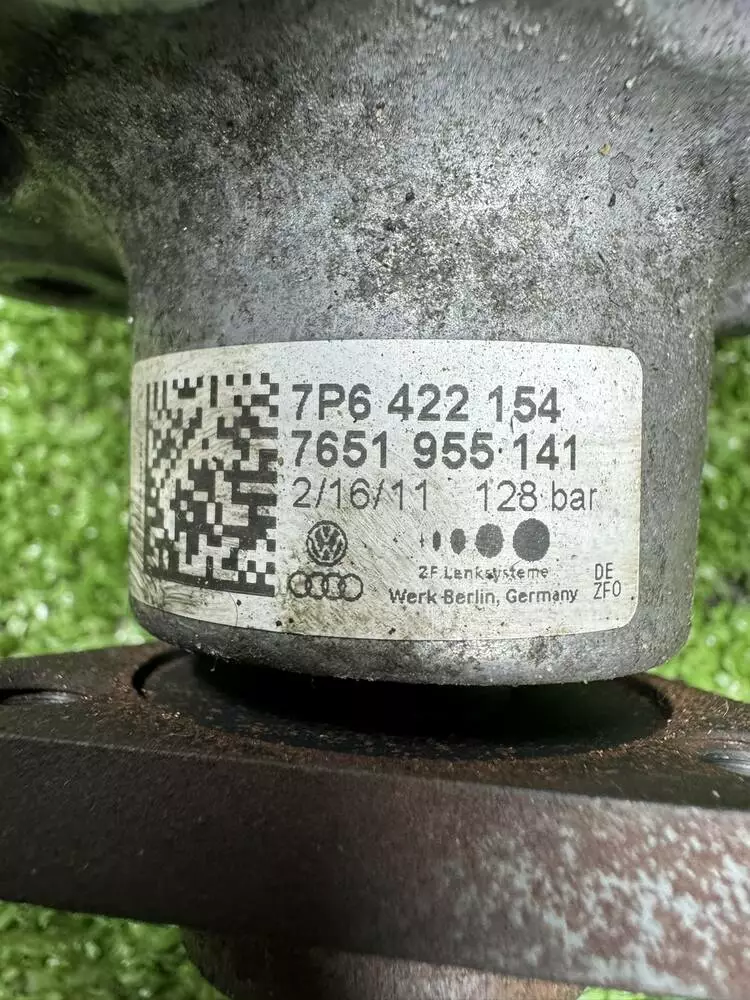 7P6 422 154
7651 955 141
2/16/11 128 bar
ZF Lenksysteme
Werk Berlin, Germany
DE
ZFO